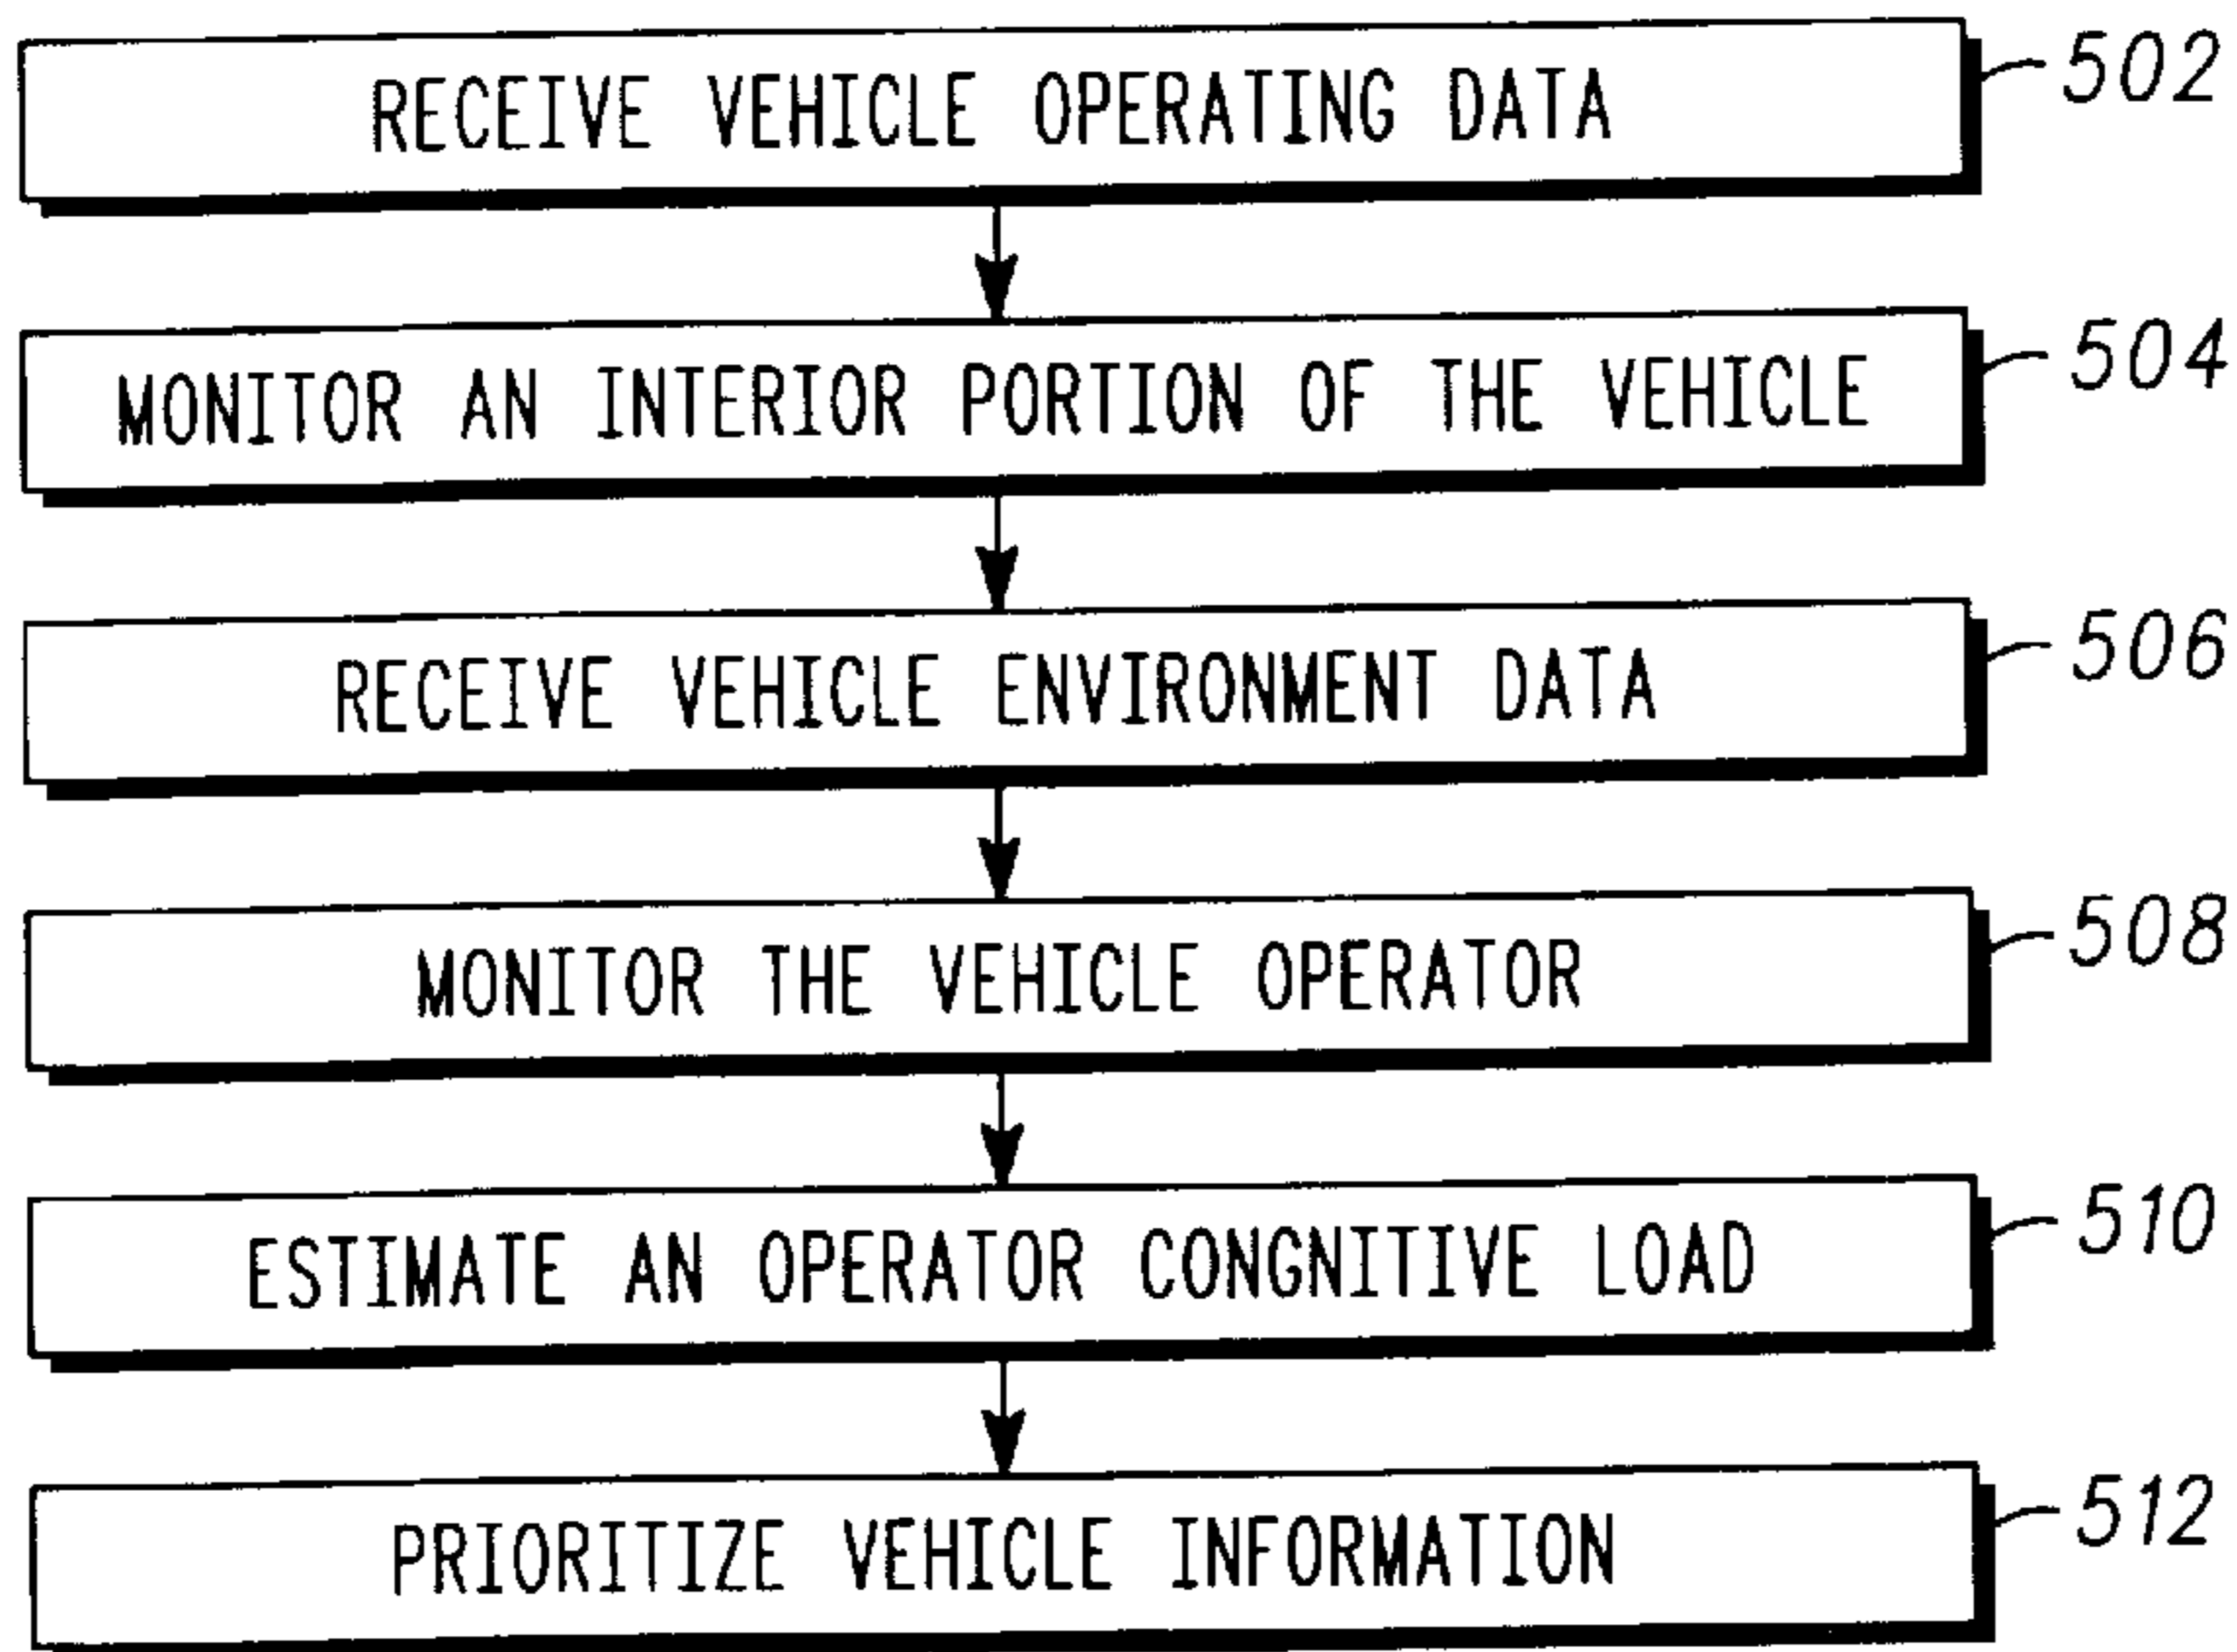 RECEIVE VEHICLE OPERATING DATA 502
MONITOR AN INTERIOR PORTION OF THE VEHICLE 504
RECEIVE VEHICLE ENVIRONMENT DATA 506
MONITOR THE VEHICLE OPERATOR 508
ESTIMATE AN OPERATOR CONGNITIVE LOAD 510
PRIORITIZE VEHICLE INFORMATION 512